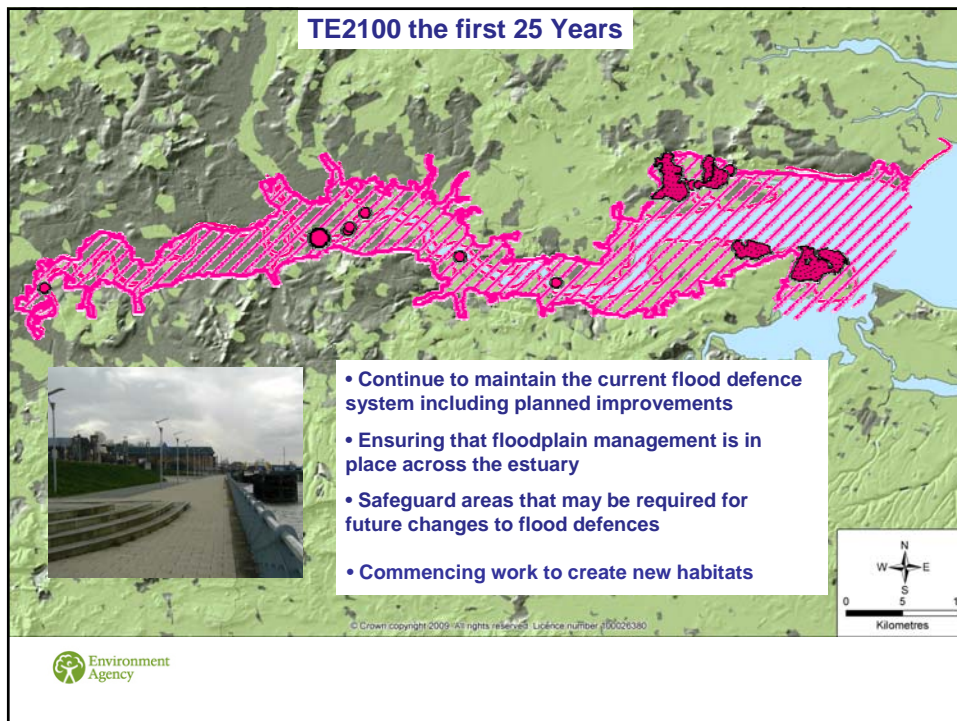 TE2100 the first 25 Years
• Continue to maintain the current flood defence
system including planned improvements
• Ensuring that floodplain management is in
place across the estuary
• Safeguard areas that may be required for
future changes to flood defences
• Commencing work to create new habitats
N
W E
S
0 5 1
Kilometres
© Crown copyright 2009. All rights reserved. Licence number 100026380
Environment
Agency